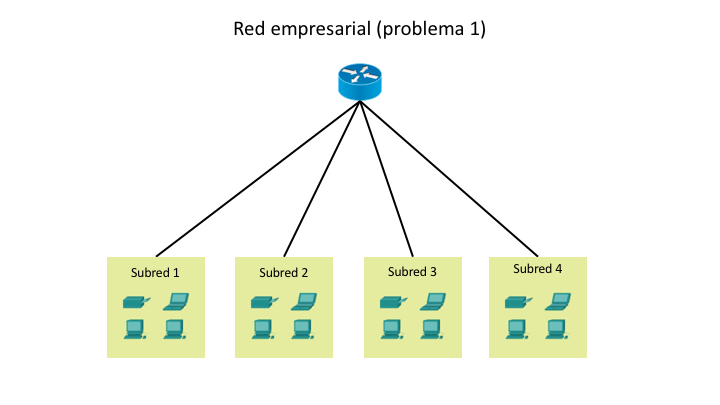 Red empresarial (problema 1)
Subred 1
Subred 2
Subred 3
Subred 4